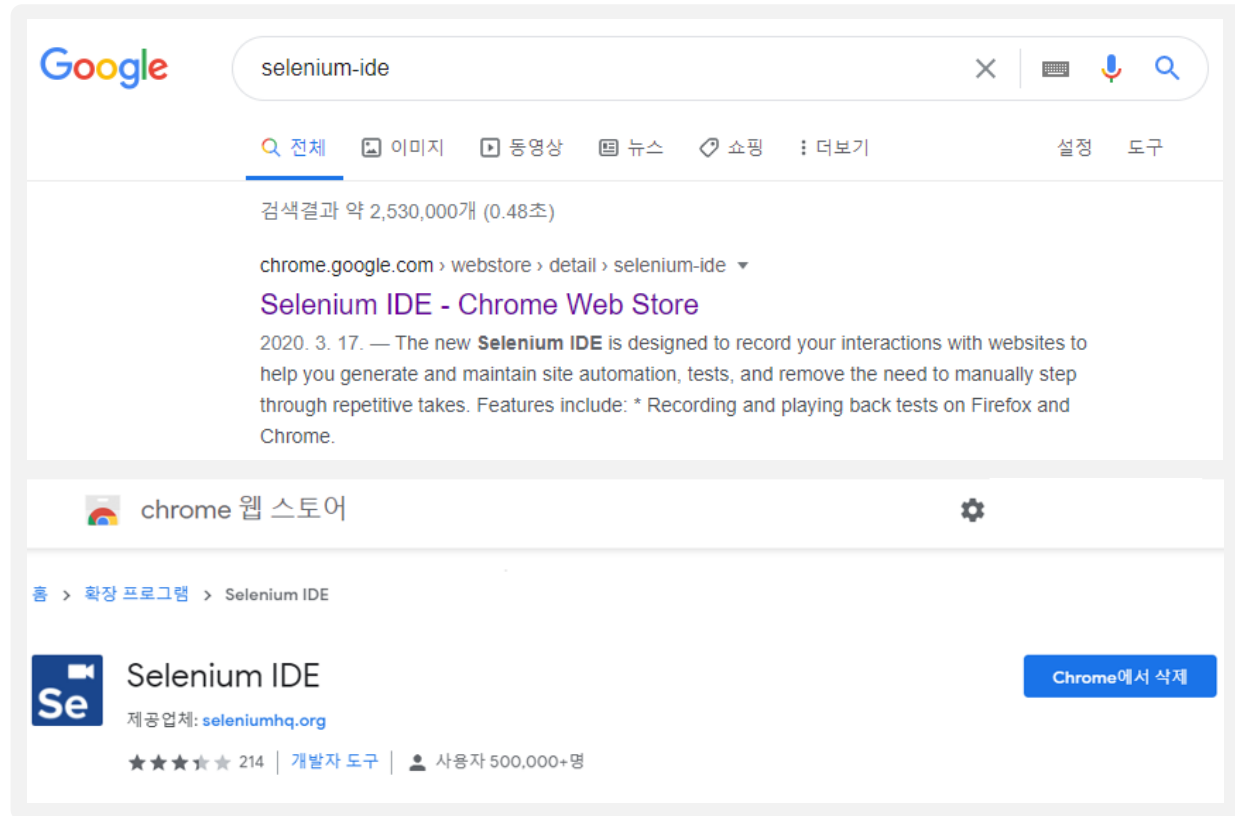 Google selenium-ide
전체 이미지 동영상 뉴스 쇼핑 더보기 설정 도구
검색결과 약 2,530,000개 (0.48초)
chrome.google.com › webstore › detail › selenium-ide
Selenium IDE - Chrome Web Store
2020. 3. 17. — The new Selenium IDE is designed to record your interactions with websites to
help you generate and maintain site automation, tests, and remove the need to manually step
through repetitive takes. Features include: * Recording and playing back tests on Firefox and
Chrome.
chrome 웹 스토어
홈 > 확장 프로그램 > Selenium IDE
Se
Selenium IDE
Chrome에서 삭제
제공업체: seleniumhq.org
214 | 개발자 도구 | 사용자 500,000+명